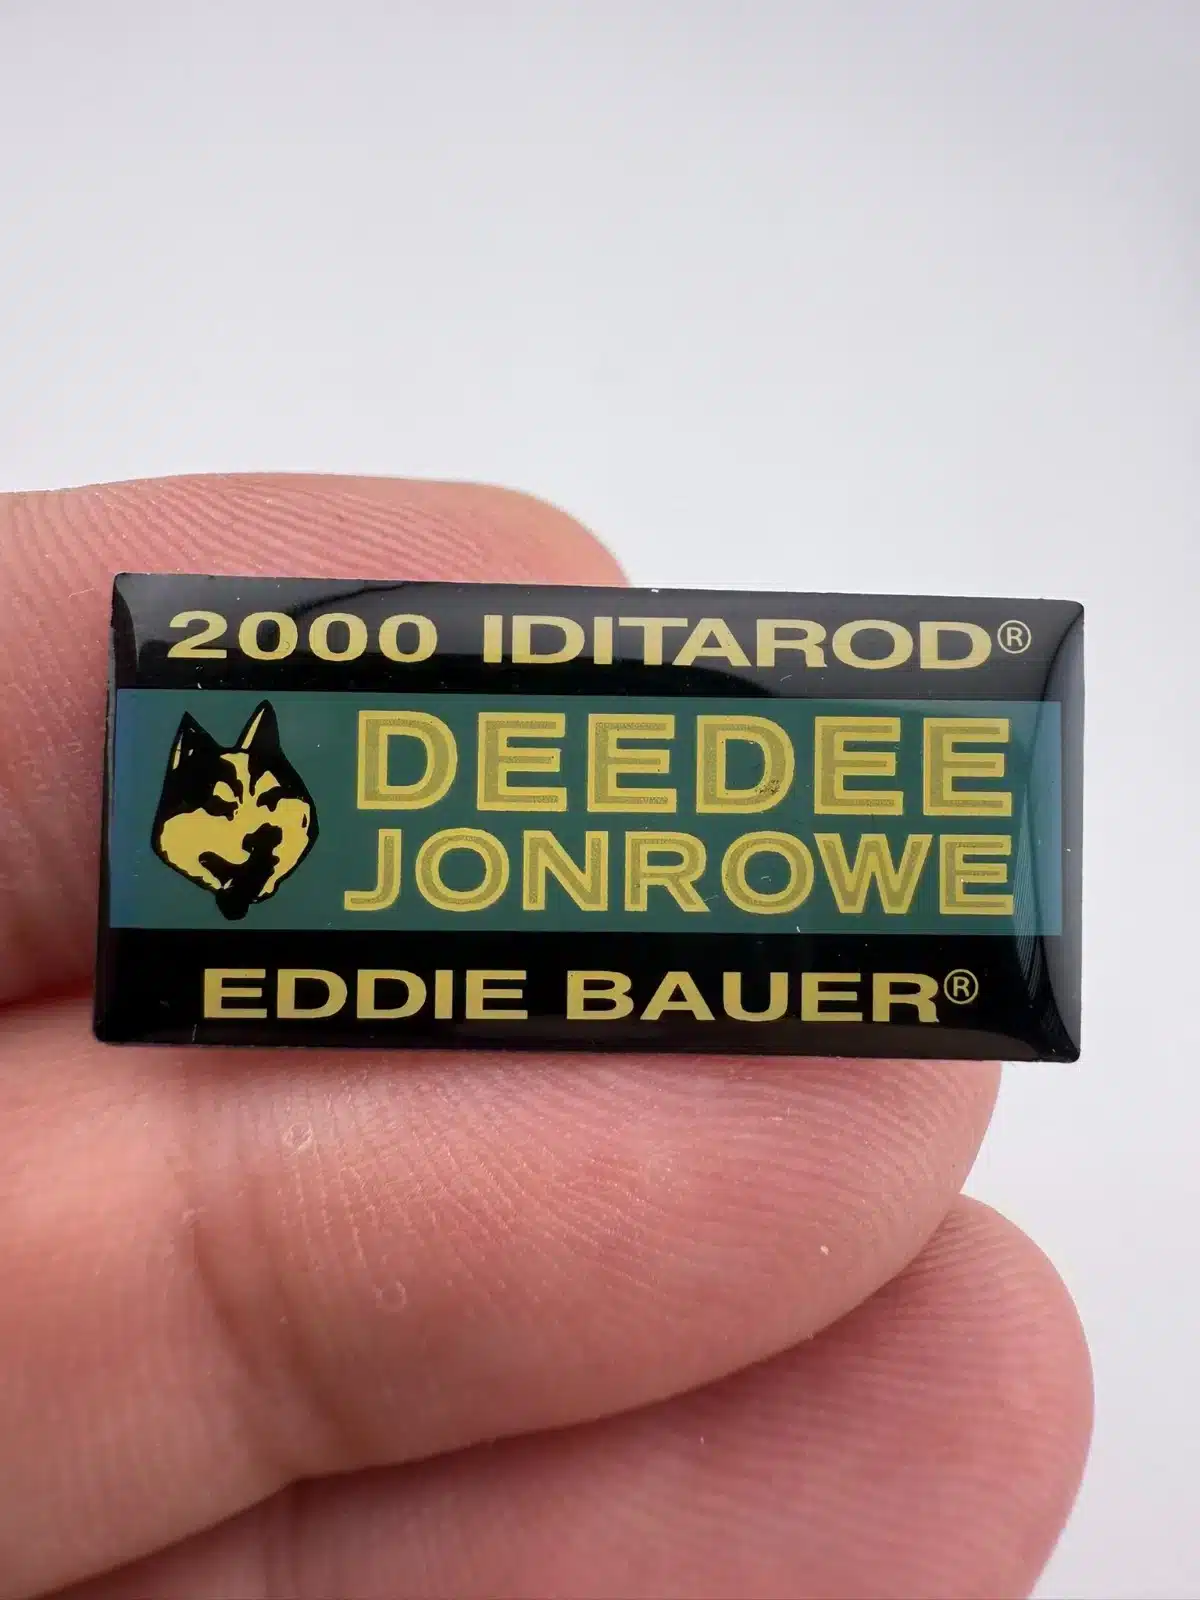 2000 IDITAROD®
DEEDEE
JONROWE
EDDIE BAUER®